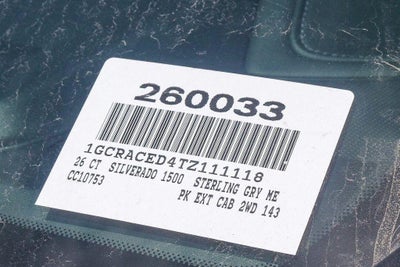 260033
1GCRACED4TZ111118
26 CT SILVERADO 1500 STERLING GRY ME
CC10753 PK EXT CAB 2WD 143